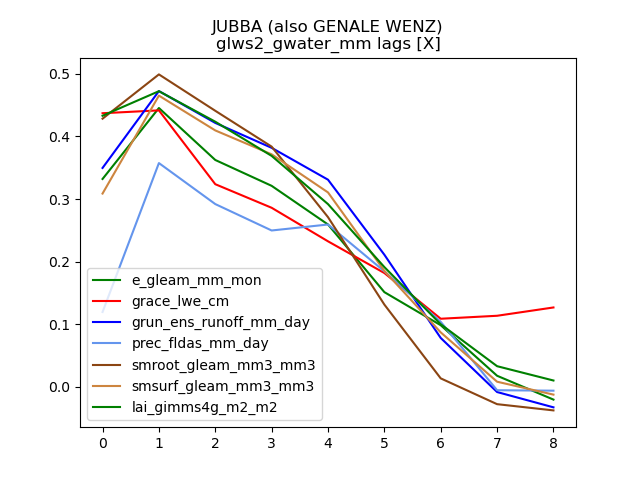 JUBBA (also GENALE WENZ)
glws2_gwater_mm lags [X]
0.5
0.4
0.3
0.2
0.1
0.0
e_gleam_mm_mon
grace_lwe_cm
grun_ens_runoff_mm_day
prec_fldas_mm_day
smroot_gleam_mm3_mm3
smsurf_gleam_mm3_mm3
lai_gimms4g_m2_m2
0 1 2 3 4 5 6 7 8